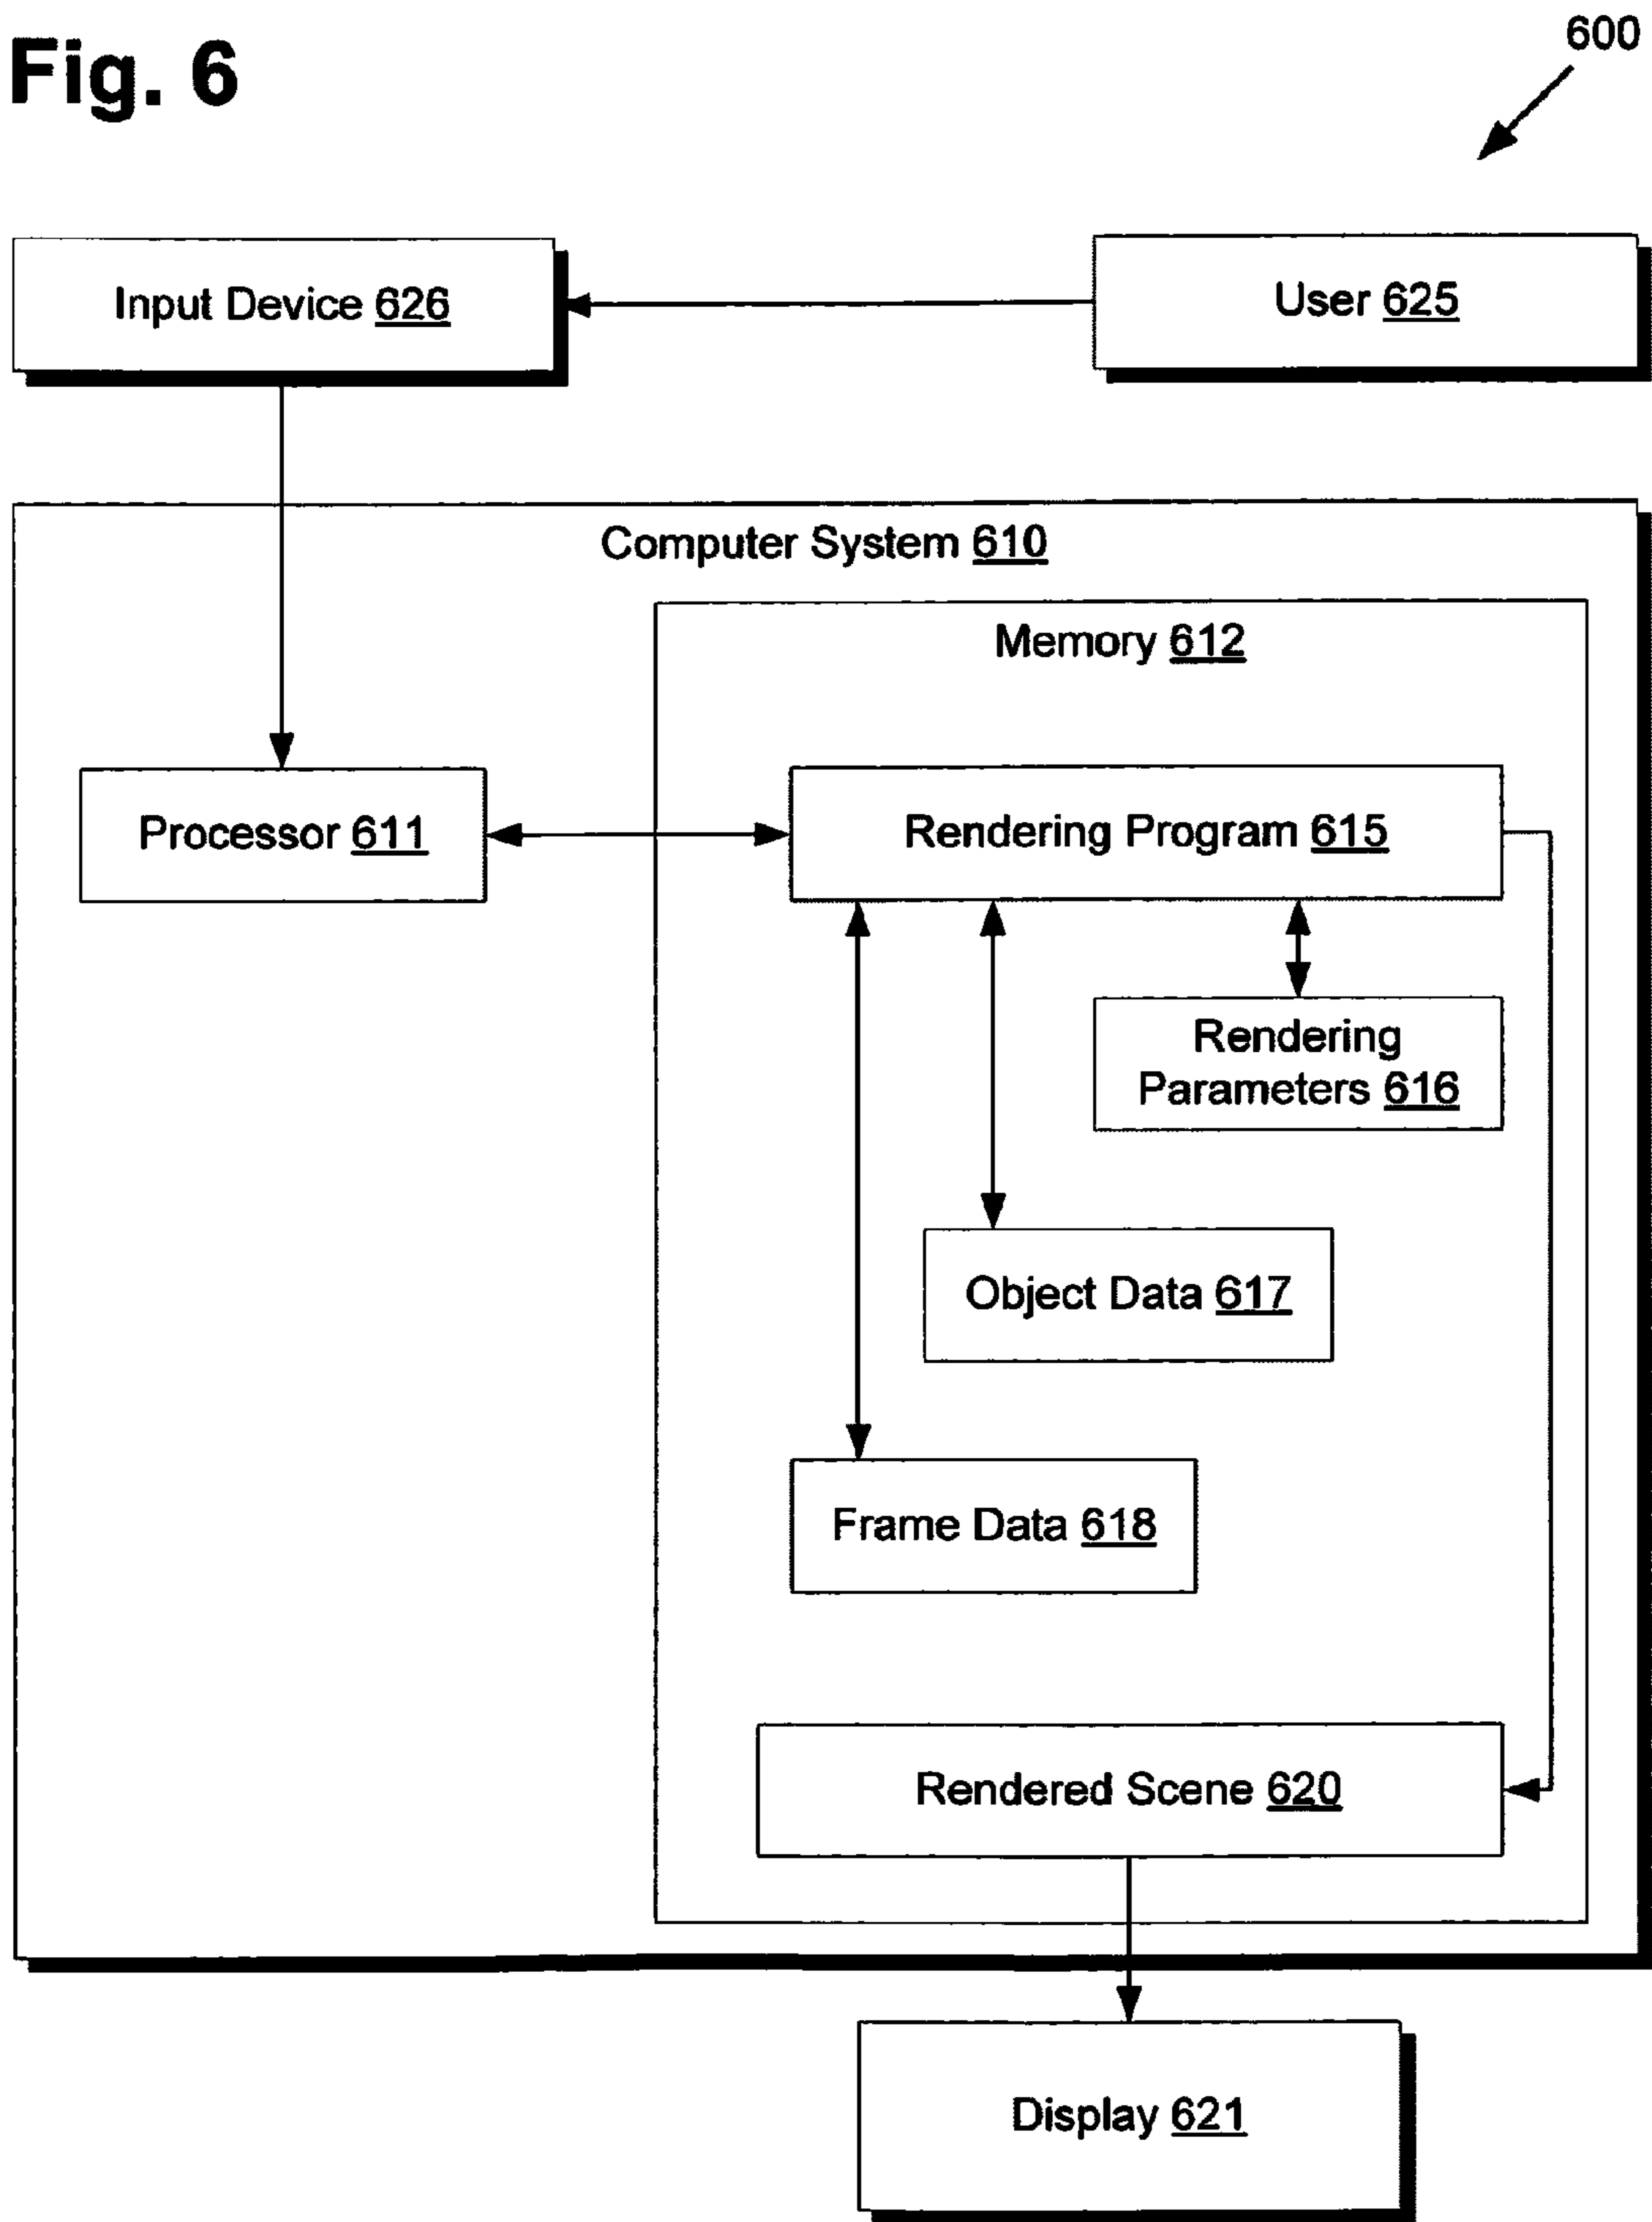 Fig. 6
600
Input Device 626
User 625
Computer System 610
Memory 612
Processor 611
Rendering Program 615
Rendering
Parameters 616
Object Data 617
Frame Data 618
Rendered Scene 620
Display 621